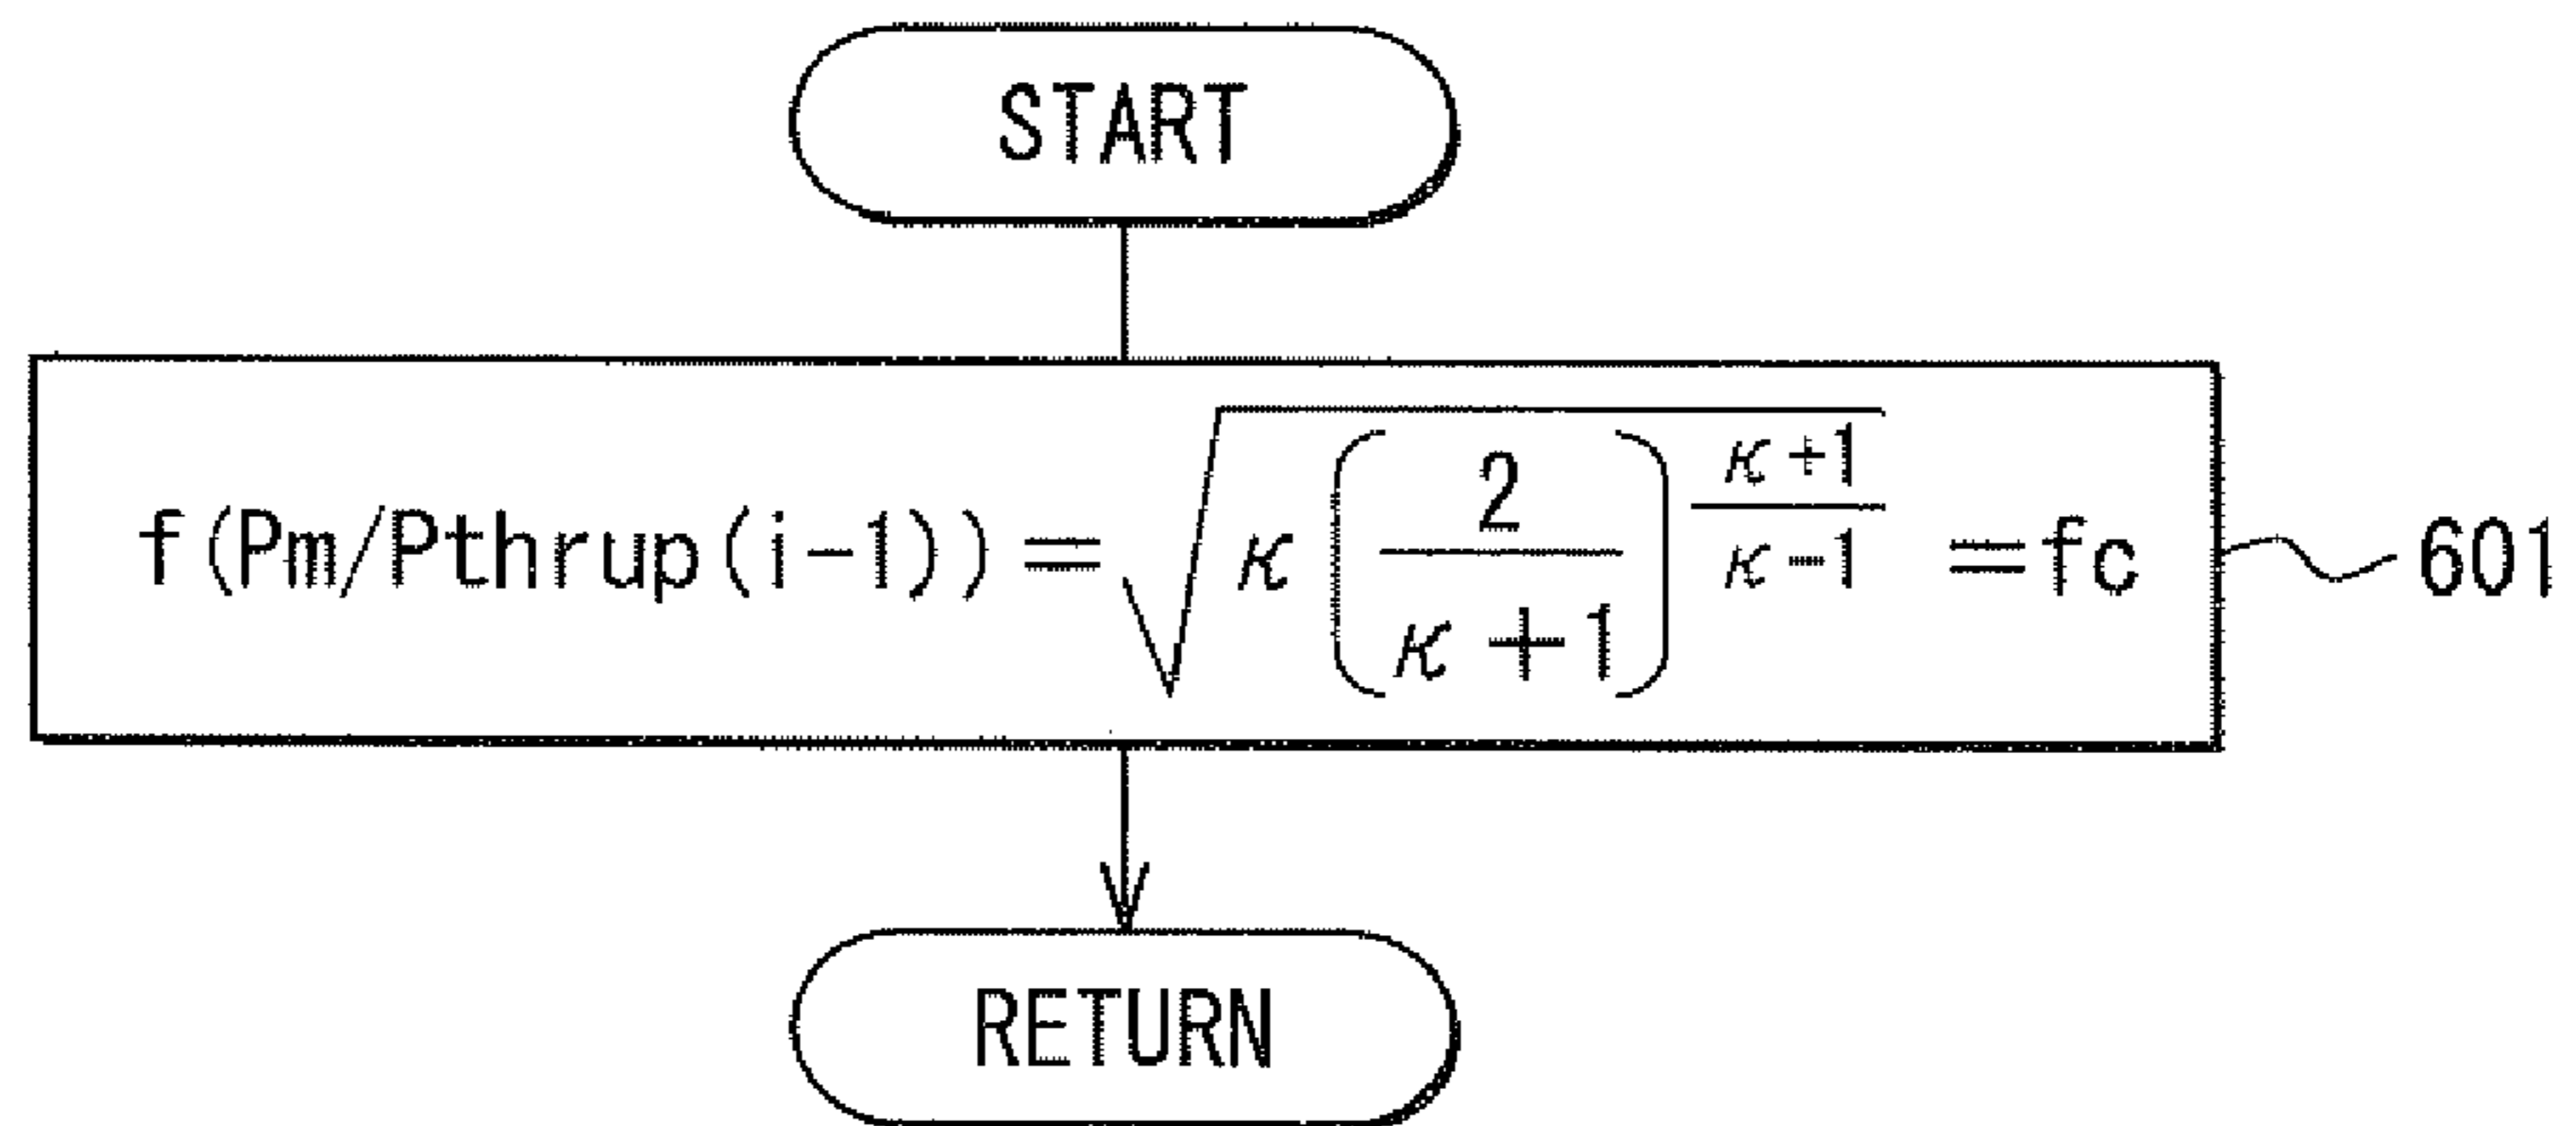 START
f(Pm/Pthrup(i-1))=√κ(2/κ+1)^κ+1/κ-1 =fc
601
RETURN